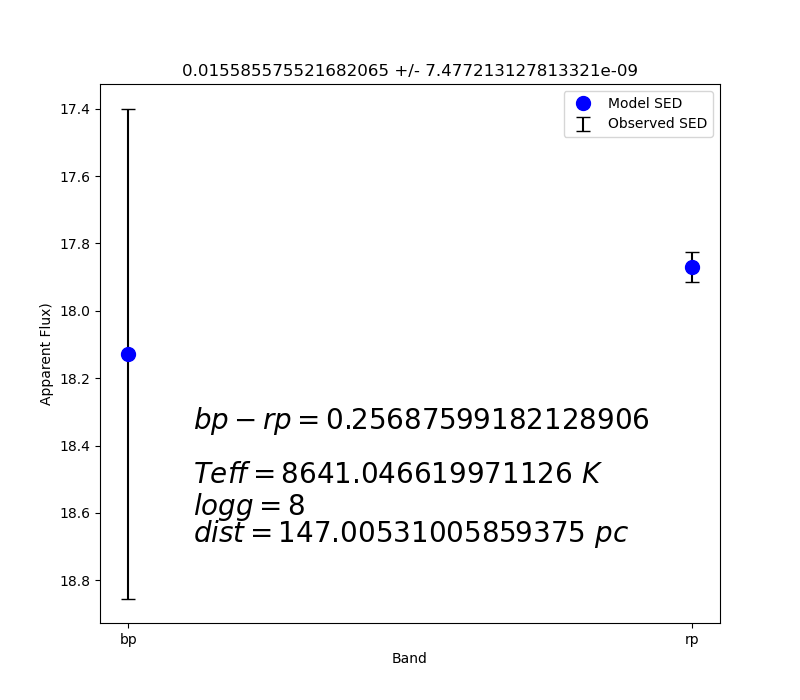 0.015585575521682065 +/- 7.477213127813321e-09
Model SED
Observed SED
17.4
17.6
17.8
18.0
18.2
18.4
18.6
18.8
Apparent Flux)
bp − rp = 0.25687599182128906
Teff = 8641.046619971126 K
logg = 8
dist = 147.00531005859375 pc
bp
rp
Band